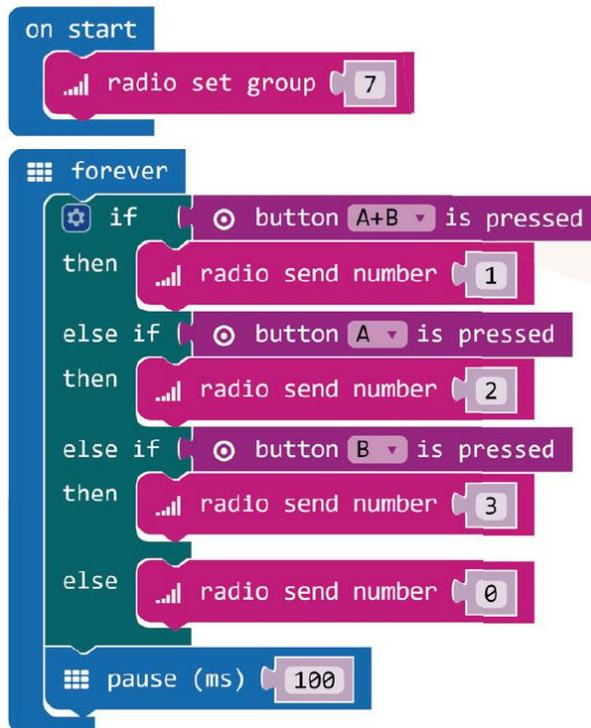 on start
radio set group 7
forever
if button A+B is pressed
then radio send number 1
else if button A is pressed
then radio send number 2
else if button B is pressed
then radio send number 3
else radio send number 0
pause (ms) 100